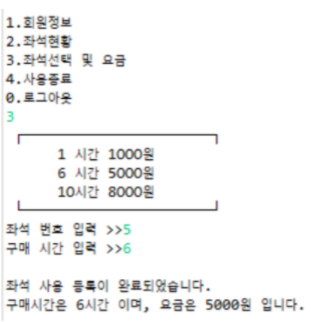 1.회원정보
2.좌석현황
3.좌석선택 및 요금
4.사용종료
0.로그아웃
3
1 시간 1000원
6 시간 5000원
10시간 8000원
좌석 번호 입력 >>5
구매 시간 입력 >>6
좌석 사용 등록이 완료되었습니다.
구매시간은 6시간 이며, 요금은 5000원 입니다.